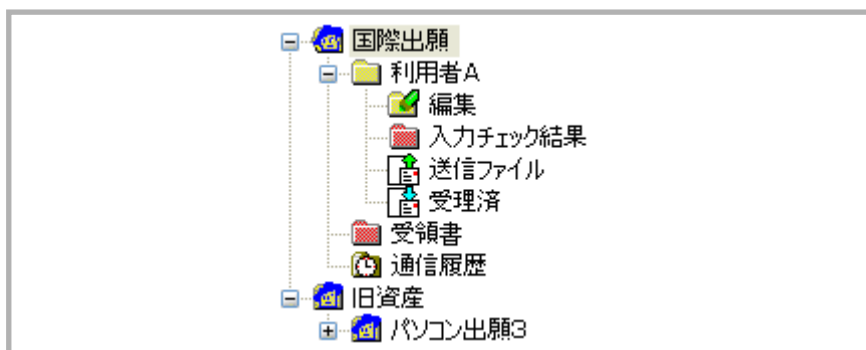 国際出願
利用者A
編集
入力チェック結果
送信ファイル
受理済
受領書
通信履歴
旧資産
パソコン出願3